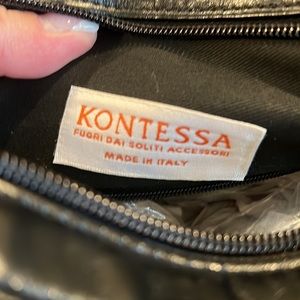 KONTESSA
FUORI DAI SOLITI ACCESSORI
MADE IN ITALY